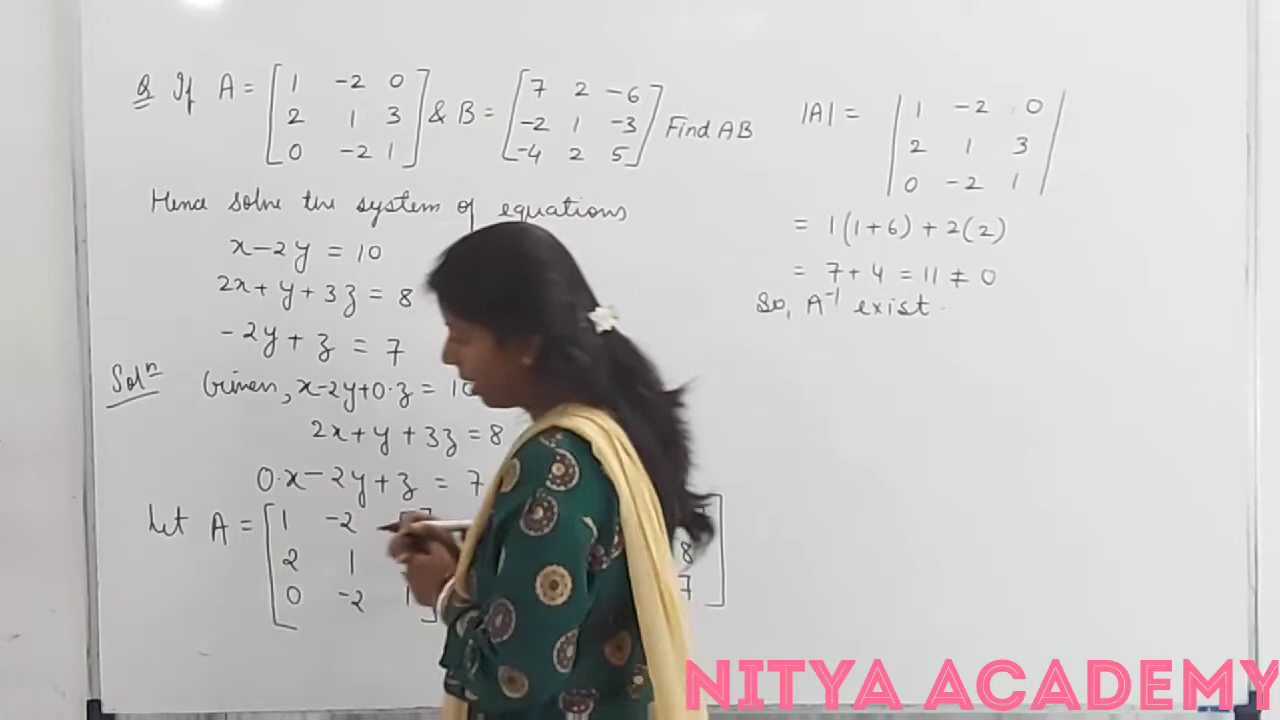 Q If A = [ 1 -2 0 ] & B = [ 7 2 -6 ] Find AB
2 1 3 -2 1 -3
0 -2 1 -4 2 5
Hence solve the system of equations
x-2y = 10
2x+y+3z = 8
-2y+z = 7
Solⁿ Given, x-2y+0·z = 10
2x+y+3z = 8
0·x-2y+z = 7
Let A = [ 1 -2
2 1 8
0 -2 1 7
|A| = | 1 -2 0 |
2 1 3
0 -2 1
= 1(1+6)+2(2)
= 7+4 = 11 ≠ 0
So, A⁻¹ exist.
NITYA ACADEMY